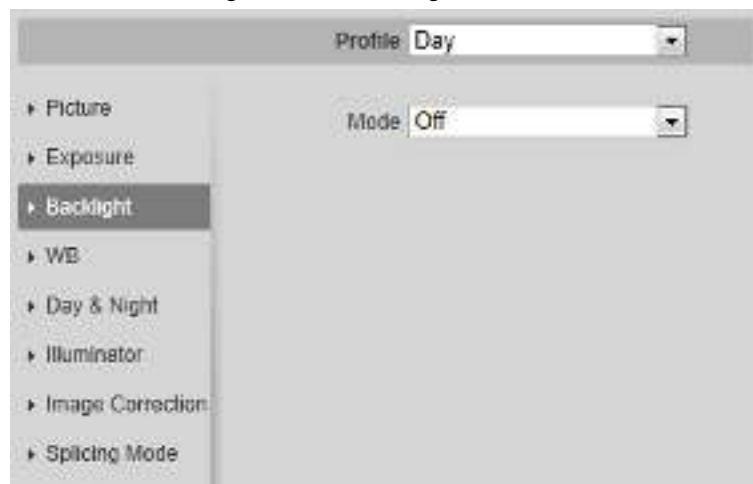 Profile Day
Mode Off
Picture
Exposure
Backlight
WB
Day & Night
Illuminator
Image Correction
Splicing Mode